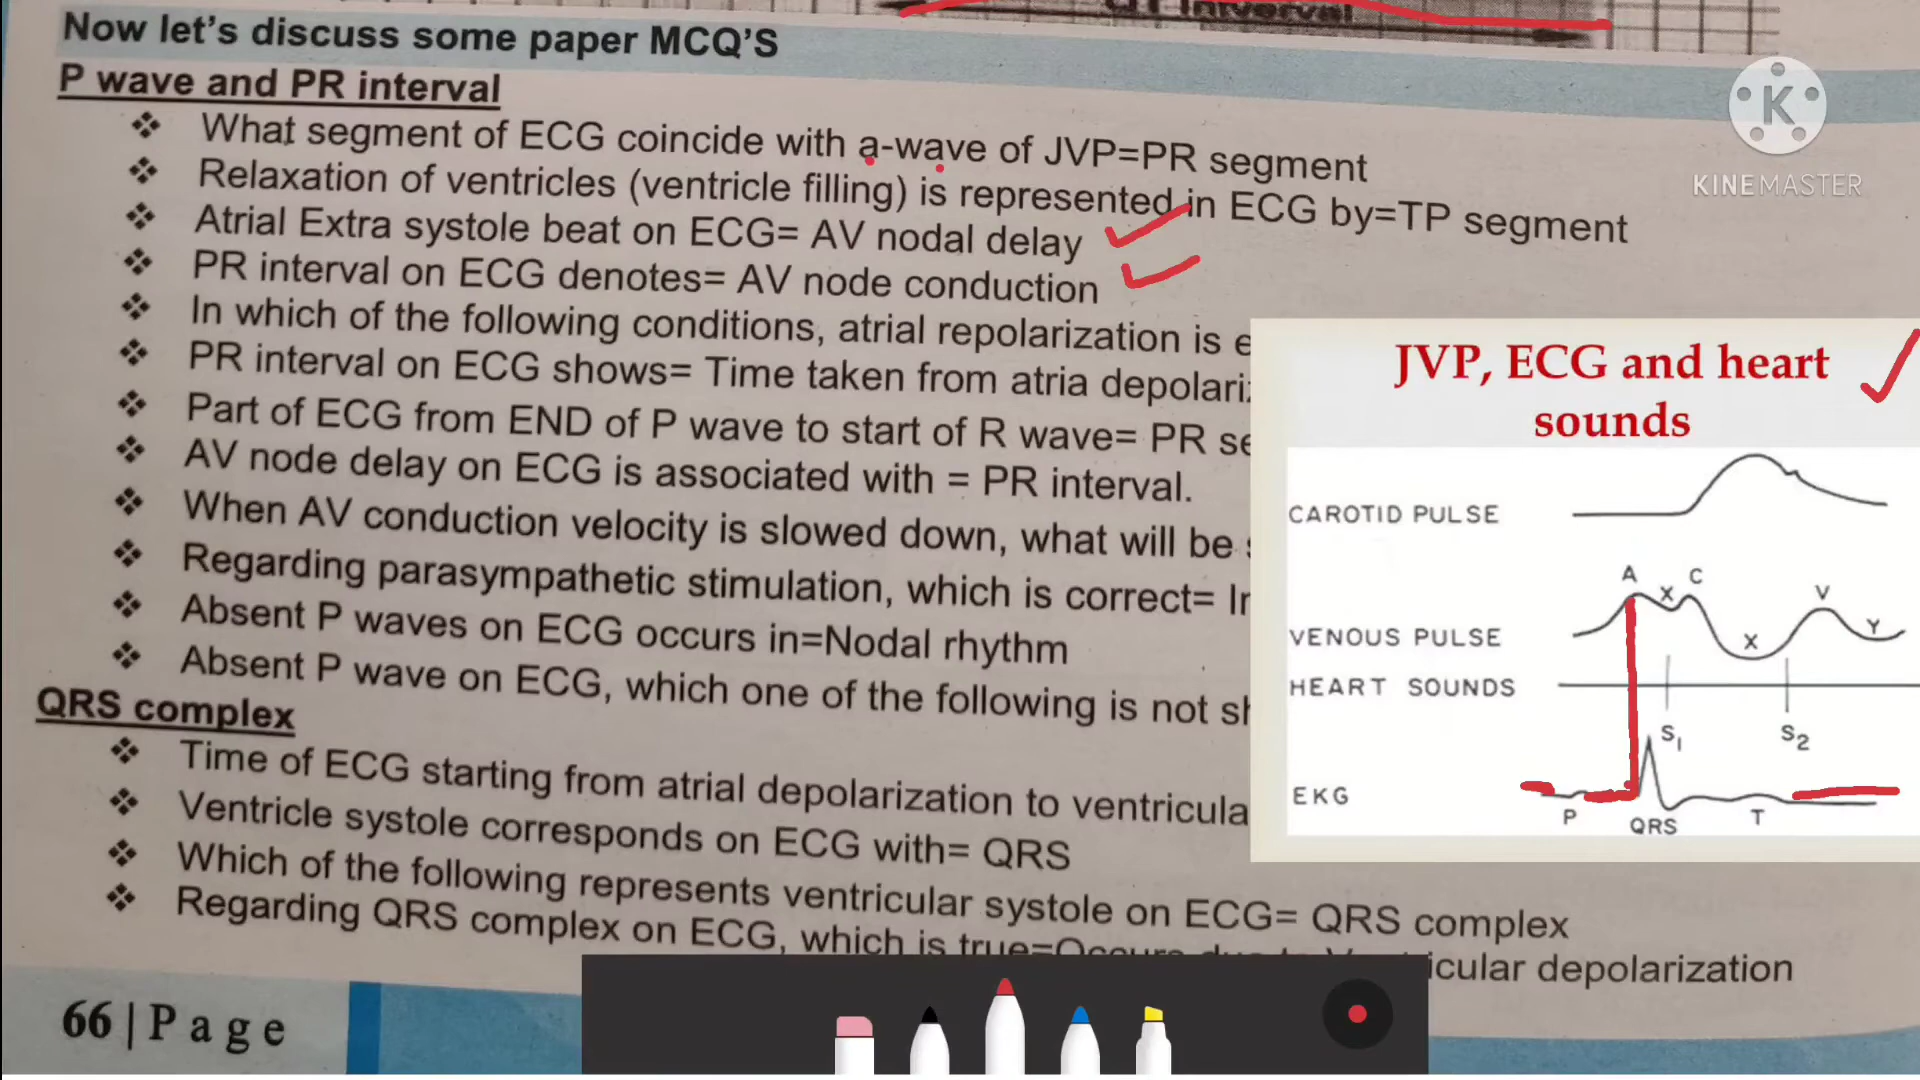 QT Interval
Now let's discuss some paper MCQ'S
P wave and PR interval
❖ What segment of ECG coincide with a-wave of JVP=PR segment
❖ Relaxation of ventricles (ventricle filling) is represented in ECG by=TP segment
❖ Atrial Extra systole beat on ECG= AV nodal delay
❖ PR interval on ECG denotes= AV node conduction
❖ In which of the following conditions, atrial repolarization is
❖ PR interval on ECG shows= Time taken from atria
❖ Part of ECG from END of P wave to start of R wave= PR
❖ AV node delay on ECG is associated with = PR interval.
❖ When AV conduction velocity is slowed down, what will be
❖ Regarding parasympathetic stimulation, which is correct=
❖ Absent P waves on ECG occurs in=Nodal rhythm
❖ Absent P wave on ECG, which one of the following is not
QRS complex
❖ Time of ECG starting from atrial depolarization to
❖ Ventricle systole corresponds on ECG with= QRS
❖ Which of the following represents ventricular systole on ECG= QRS complex
❖ Regarding QRS complex on ECG, which is true= depolarization
66 | P a g e
K
KINEMASTER
JVP, ECG and heart
sounds
CAROTID PULSE
A X C V
VENOUS PULSE X Y
HEART SOUNDS
S1 S2
EKG
P QRS T